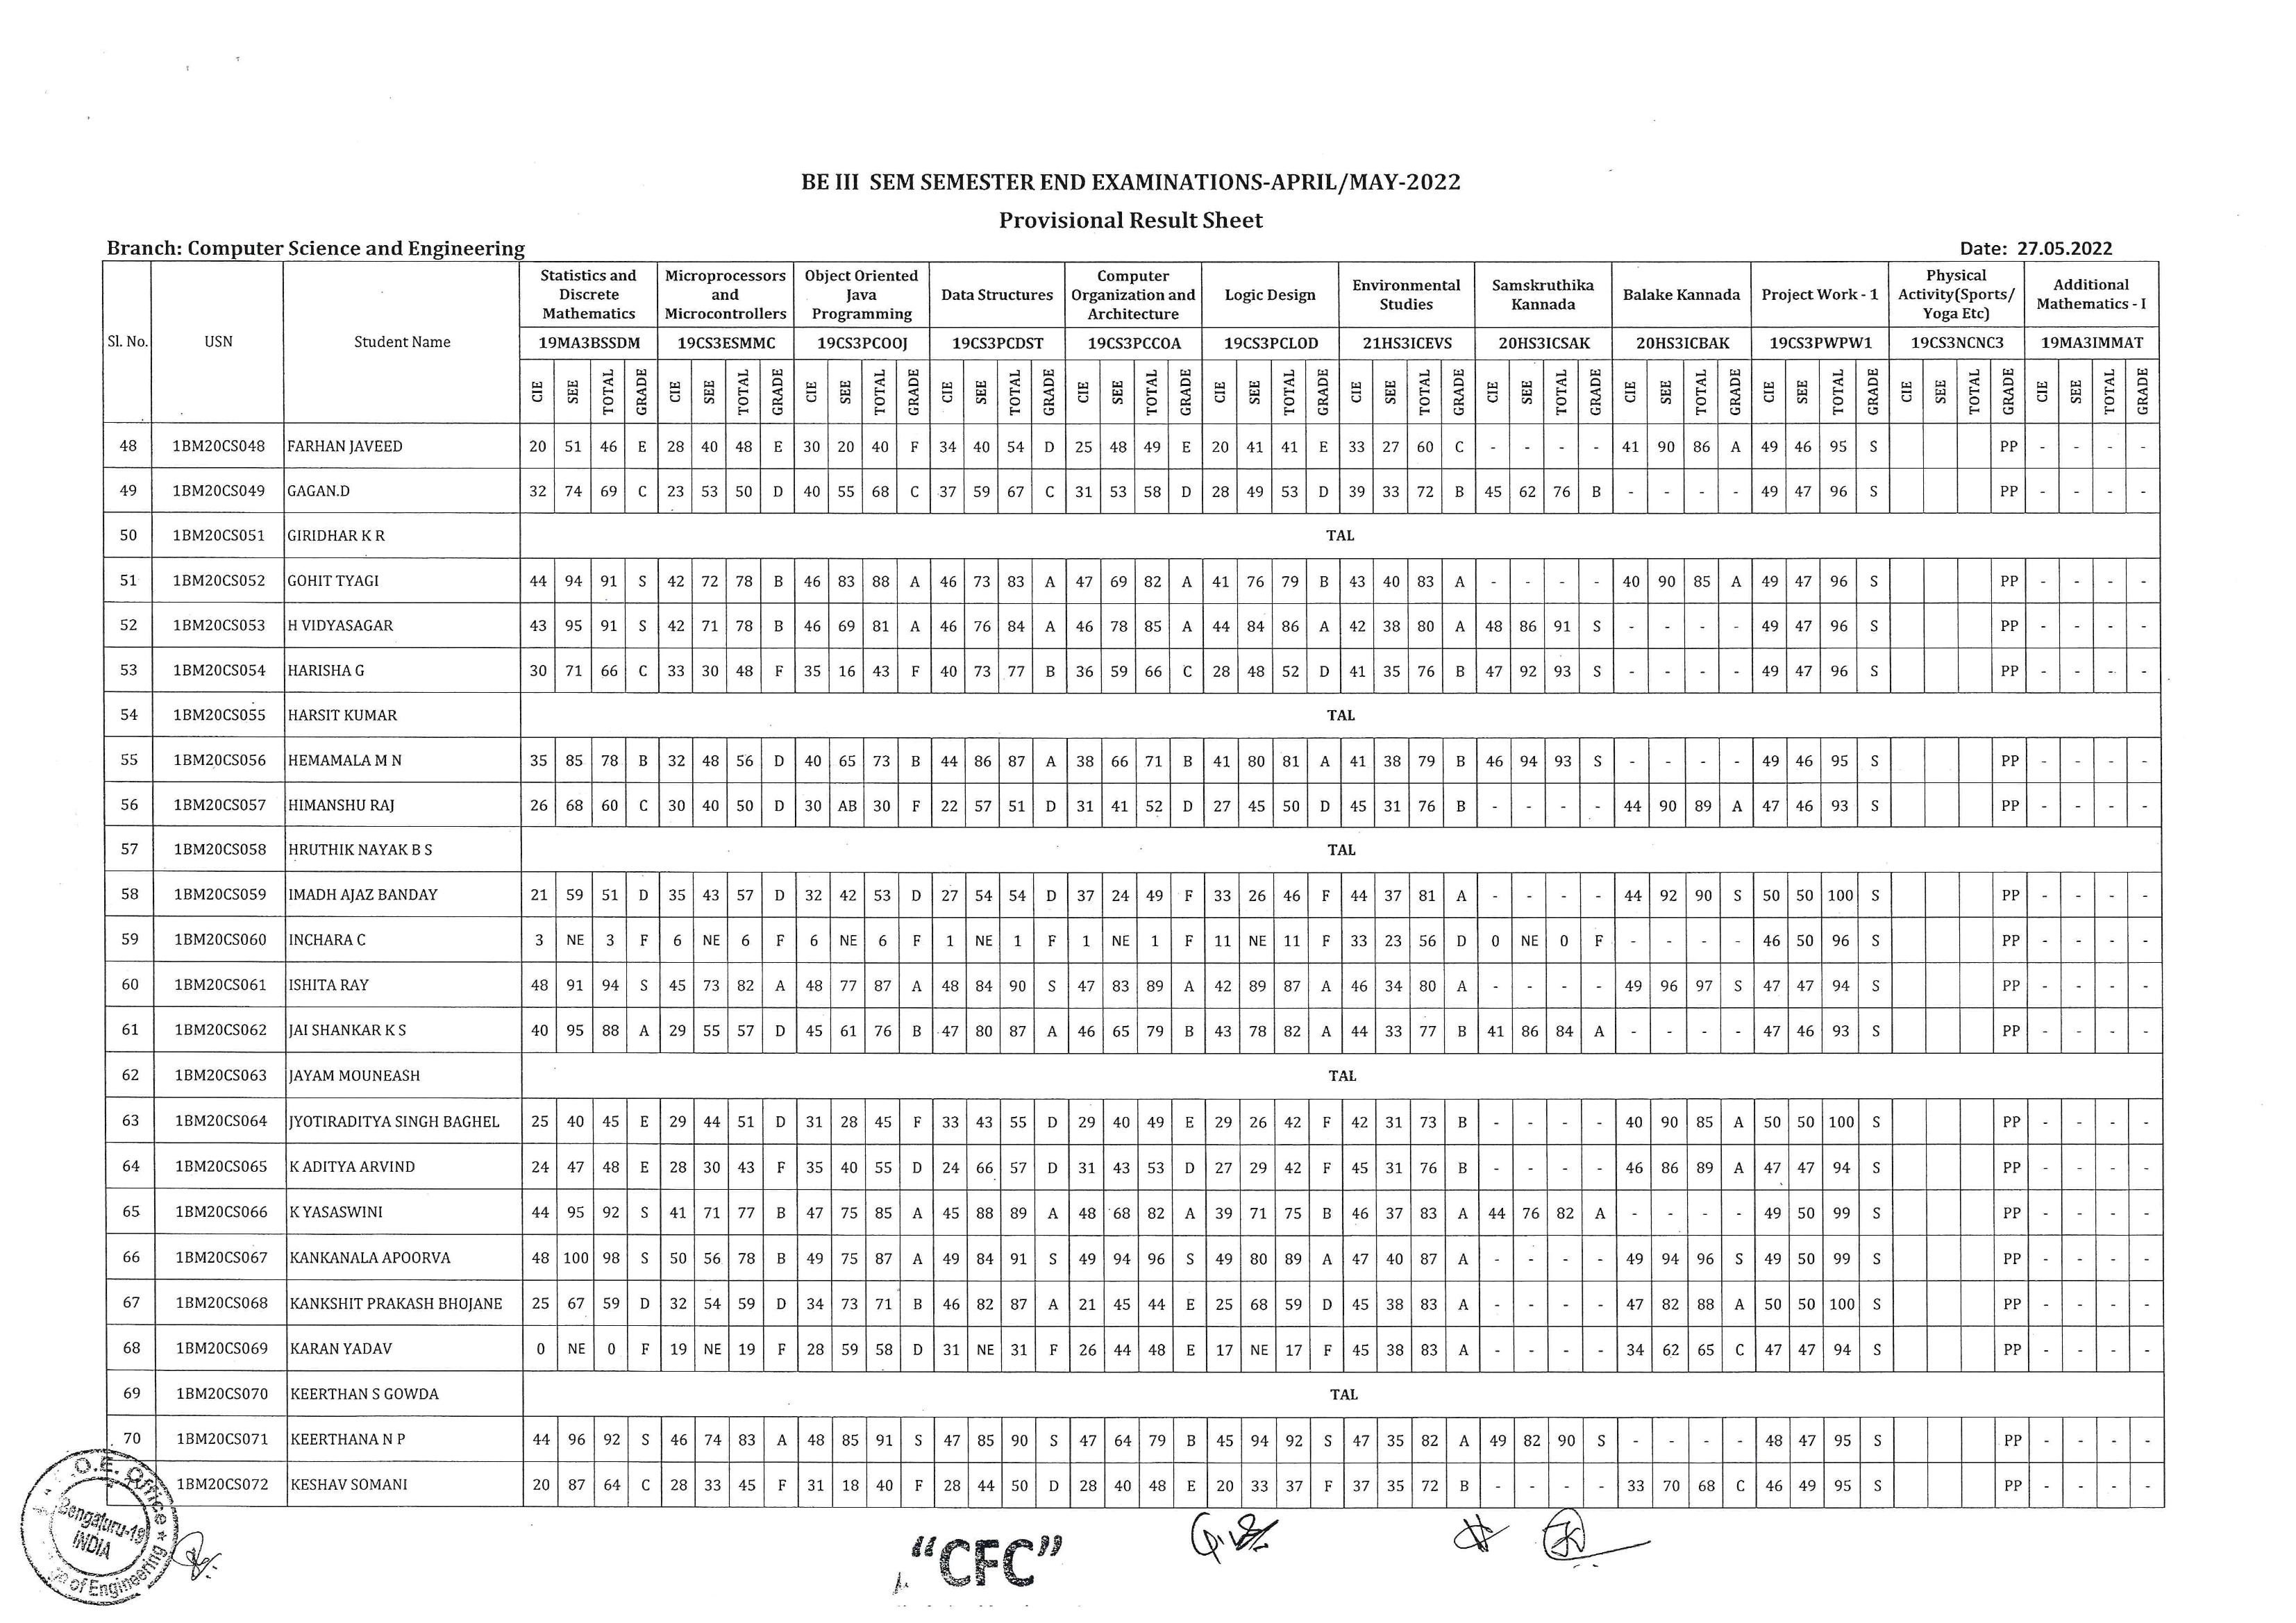 BE III SEM SEMESTER END EXAMINATIONS-APRIL/MAY-2022
Provisional Result Sheet
Branch: Computer Science and Engineering Date: 27.05.2022
Sl. No. USN Student Name Statistics and Discrete Mathematics Microprocessors and Microcontrollers Object Oriented Java Programming Data Structures Computer Organization and Architecture Logic Design Environmental Studies Samskruthika Kannada Balake Kannada Project Work - 1 Physical Activity(Sports/ Yoga Etc) Additional Mathematics - I
19MA3BSSDM 19CS3ESMMC 19CS3PCOOJ 19CS3PCDST 19CS3PCCOA 19CS3PCLOD 21HS3ICEVS 20HS3ICSAK 20HS3ICBAK 19CS3PWPW1 19CS3NCNC3 19MA3IMMAT
CIE SEE TOTAL GRADE CIE SEE TOTAL GRADE CIE SEE TOTAL GRADE CIE SEE TOTAL GRADE CIE SEE TOTAL GRADE CIE SEE TOTAL GRADE CIE SEE TOTAL GRADE CIE SEE TOTAL GRADE CIE SEE TOTAL GRADE CIE SEE TOTAL GRADE CIE SEE TOTAL GRADE CIE SEE TOTAL GRADE
48 1BM20CS048 FARHAN JAVEED 20 51 46 E 28 40 48 E 30 20 40 F 34 40 54 D 25 48 49 E 20 41 41 E 33 27 60 C - - - - 41 90 86 A 49 46 95 S PP - - - -
49 1BM20CS049 GAGAN.D 32 74 69 C 23 53 50 D 40 55 68 C 37 59 67 C 31 53 58 D 28 49 53 D 39 33 72 B 45 62 76 B - - - - 49 47 96 S PP - - - -
50 1BM20CS051 GIRIDHAR K R TAL
51 1BM20CS052 GOHIT TYAGI 44 94 91 S 42 72 78 B 46 83 88 A 46 73 83 A 47 69 82 A 41 76 79 B 43 40 83 A - - - - 40 90 85 A 49 47 96 S PP - - - -
52 1BM20CS053 H VIDYASAGAR 43 95 91 S 42 71 78 B 46 69 81 A 46 76 84 A 46 78 85 A 44 84 86 A 42 38 80 A 48 86 91 S - - - - 49 47 96 S PP - - - -
53 1BM20CS054 HARISHA G 30 71 66 C 33 30 48 F 35 16 43 F 40 73 77 B 36 59 66 C 28 48 52 D 41 35 76 B 47 92 93 S - - - - 49 47 96 S PP - - - -
54 1BM20CS055 HARSIT KUMAR TAL
55 1BM20CS056 HEMAMALA M N 35 85 78 B 32 48 56 D 40 65 73 B 44 86 87 A 38 66 71 B 41 80 81 A 41 38 79 B 46 94 93 S - - - - 49 46 95 S PP - - - -
56 1BM20CS057 HIMANSHU RAJ 26 68 60 C 30 40 50 D 30 AB 30 F 22 57 51 D 31 41 52 D 27 45 50 D 45 31 76 B - - - - 44 90 89 A 47 46 93 S PP - - - -
57 1BM20CS058 HRUTHIK NAYAK B S TAL
58 1BM20CS059 IMADH AJAZ BANDAY 21 59 51 D 35 43 57 D 32 42 53 D 27 54 54 D 37 24 49 F 33 26 46 F 44 37 81 A - - - - 44 92 90 S 50 50 100 S PP - - - -
59 1BM20CS060 INCHARA C 3 NE 3 F 6 NE 6 F 6 NE 6 F 1 NE 1 F 1 NE 1 F 11 NE 11 F 33 23 56 D 0 NE 0 F - - - - 46 50 96 S PP - - - -
60 1BM20CS061 ISHITA RAY 48 91 94 S 45 73 82 A 48 77 87 A 48 84 90 S 47 83 89 A 42 89 87 A 46 34 80 A - - - - 49 96 97 S 47 47 94 S PP - - - -
61 1BM20CS062 JAI SHANKAR K S 40 95 88 A 29 55 57 D 45 61 76 B 47 80 87 A 46 65 79 B 43 78 82 A 44 33 77 B 41 86 84 A - - - - 47 46 93 S PP - - - -
62 1BM20CS063 JAYAM MOUNEASH TAL
63 1BM20CS064 JYOTIRADITYA SINGH BAGHEL 25 40 45 E 29 44 51 D 31 28 45 F 33 43 55 D 29 40 49 E 29 26 42 F 42 31 73 B - - - - 40 90 85 A 50 50 100 S PP - - - -
64 1BM20CS065 K ADITYA ARVIND 24 47 48 E 28 30 43 F 35 40 55 D 24 66 57 D 31 43 53 D 27 29 42 F 45 31 76 B - - - - 46 86 89 A 47 47 94 S PP - - - -
65 1BM20CS066 K YASASWINI 44 95 92 S 41 71 77 B 47 75 85 A 45 88 89 A 48 68 82 A 39 71 75 B 46 37 83 A 44 76 82 A - - - - 49 50 99 S PP - - - -
66 1BM20CS067 KANKANALA APOORVA 48 100 98 S 50 56 78 B 49 75 87 A 49 84 91 S 49 94 96 S 49 80 89 A 47 40 87 A - - - - 49 94 96 S 49 50 99 S PP - - - -
67 1BM20CS068 KANKSHIT PRAKASH BHOJANE 25 67 59 D 32 54 59 D 34 73 71 B 46 82 87 A 21 45 44 E 25 68 59 D 45 38 83 A - - - - 47 82 88 A 50 50 100 S PP - - - -
68 1BM20CS069 KARAN YADAV 0 NE 0 F 19 NE 19 F 28 59 58 D 31 NE 31 F 26 44 48 E 17 NE 17 F 45 38 83 A - - - - 34 62 65 C 47 47 94 S PP - - - -
69 1BM20CS070 KEERTHAN S GOWDA TAL
70 1BM20CS071 KEERTHANA N P 44 96 92 S 46 74 83 A 48 85 91 S 47 85 90 S 47 64 79 B 45 94 92 S 47 35 82 A 49 82 90 S - - - - 48 47 95 S PP - - - -
1BM20CS072 KESHAV SOMANI 20 87 64 C 28 33 45 F 31 18 40 F 28 44 50 D 28 40 48 E 20 33 37 F 37 35 72 B - - - - 33 70 68 C 46 49 95 S PP - - - -
O.E. Office
Bengaluru-19
INDIA
of Engineering
"CFC"